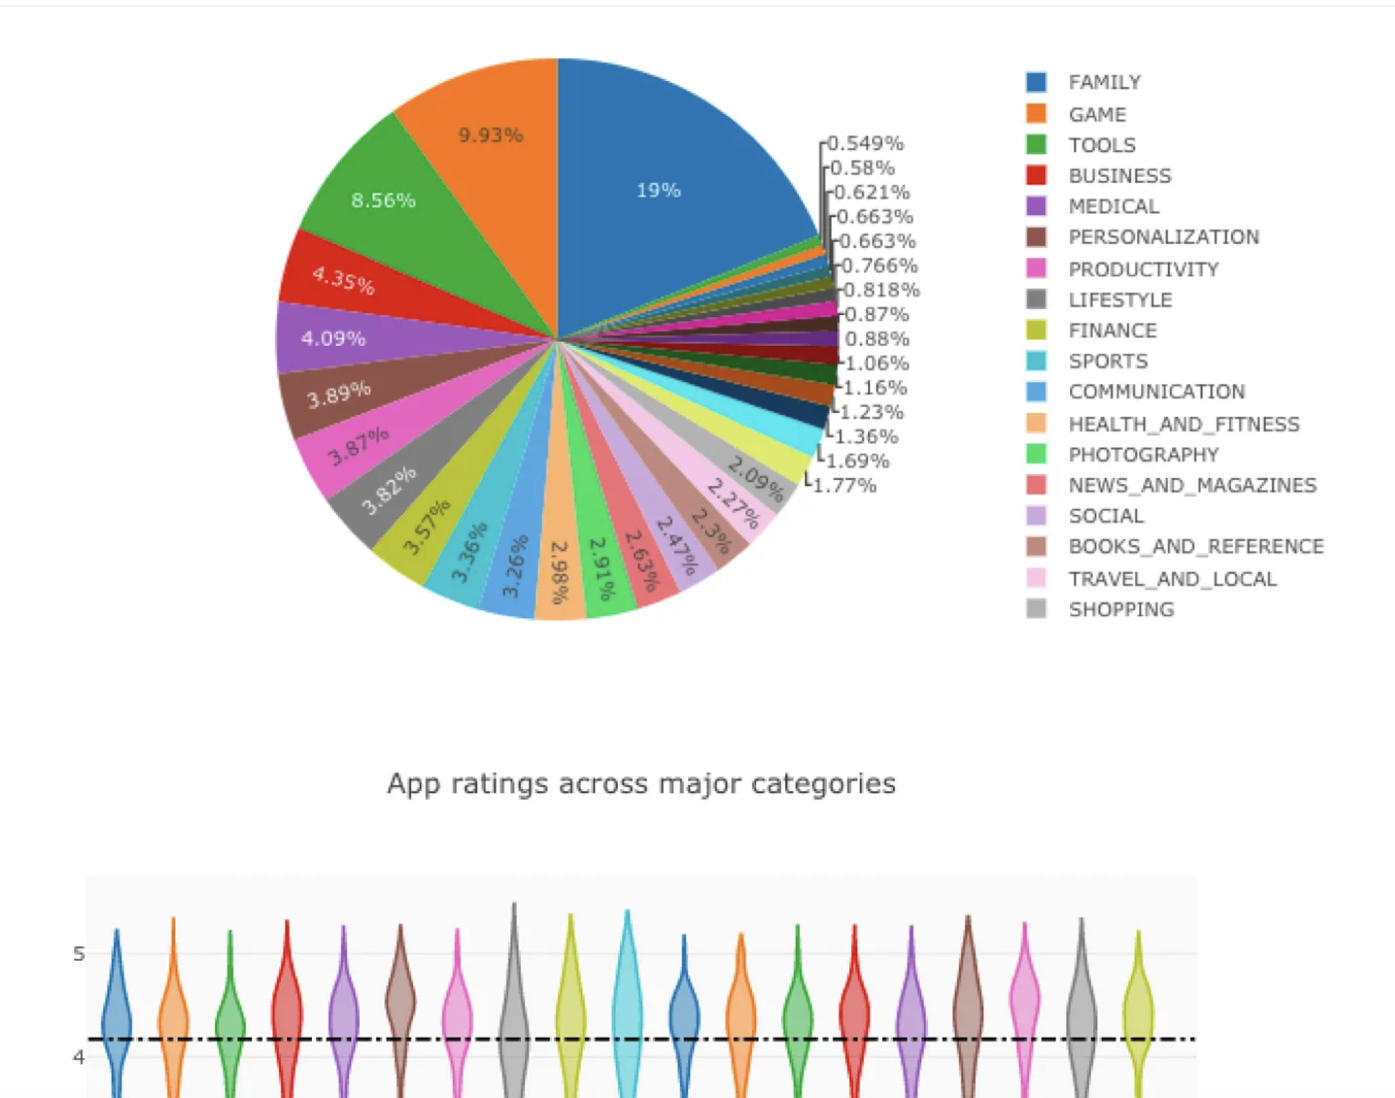 9.93%
19%
8.56%
4.35%
4.09%
3.89%
3.87%
3.82%
3.57%
3.36%
3.26%
2.98%
2.91%
2.63%
2.47%
2.3%
2.27%
2.09%
0.549%
0.58%
0.621%
0.663%
0.663%
0.766%
0.818%
0.87%
0.88%
1.06%
1.16%
1.23%
1.36%
1.69%
1.77%
FAMILY
GAME
TOOLS
BUSINESS
MEDICAL
PERSONALIZATION
PRODUCTIVITY
LIFESTYLE
FINANCE
SPORTS
COMMUNICATION
HEALTH_AND_FITNESS
PHOTOGRAPHY
NEWS_AND_MAGAZINES
SOCIAL
BOOKS_AND_REFERENCE
TRAVEL_AND_LOCAL
SHOPPING
App ratings across major categories
5
4